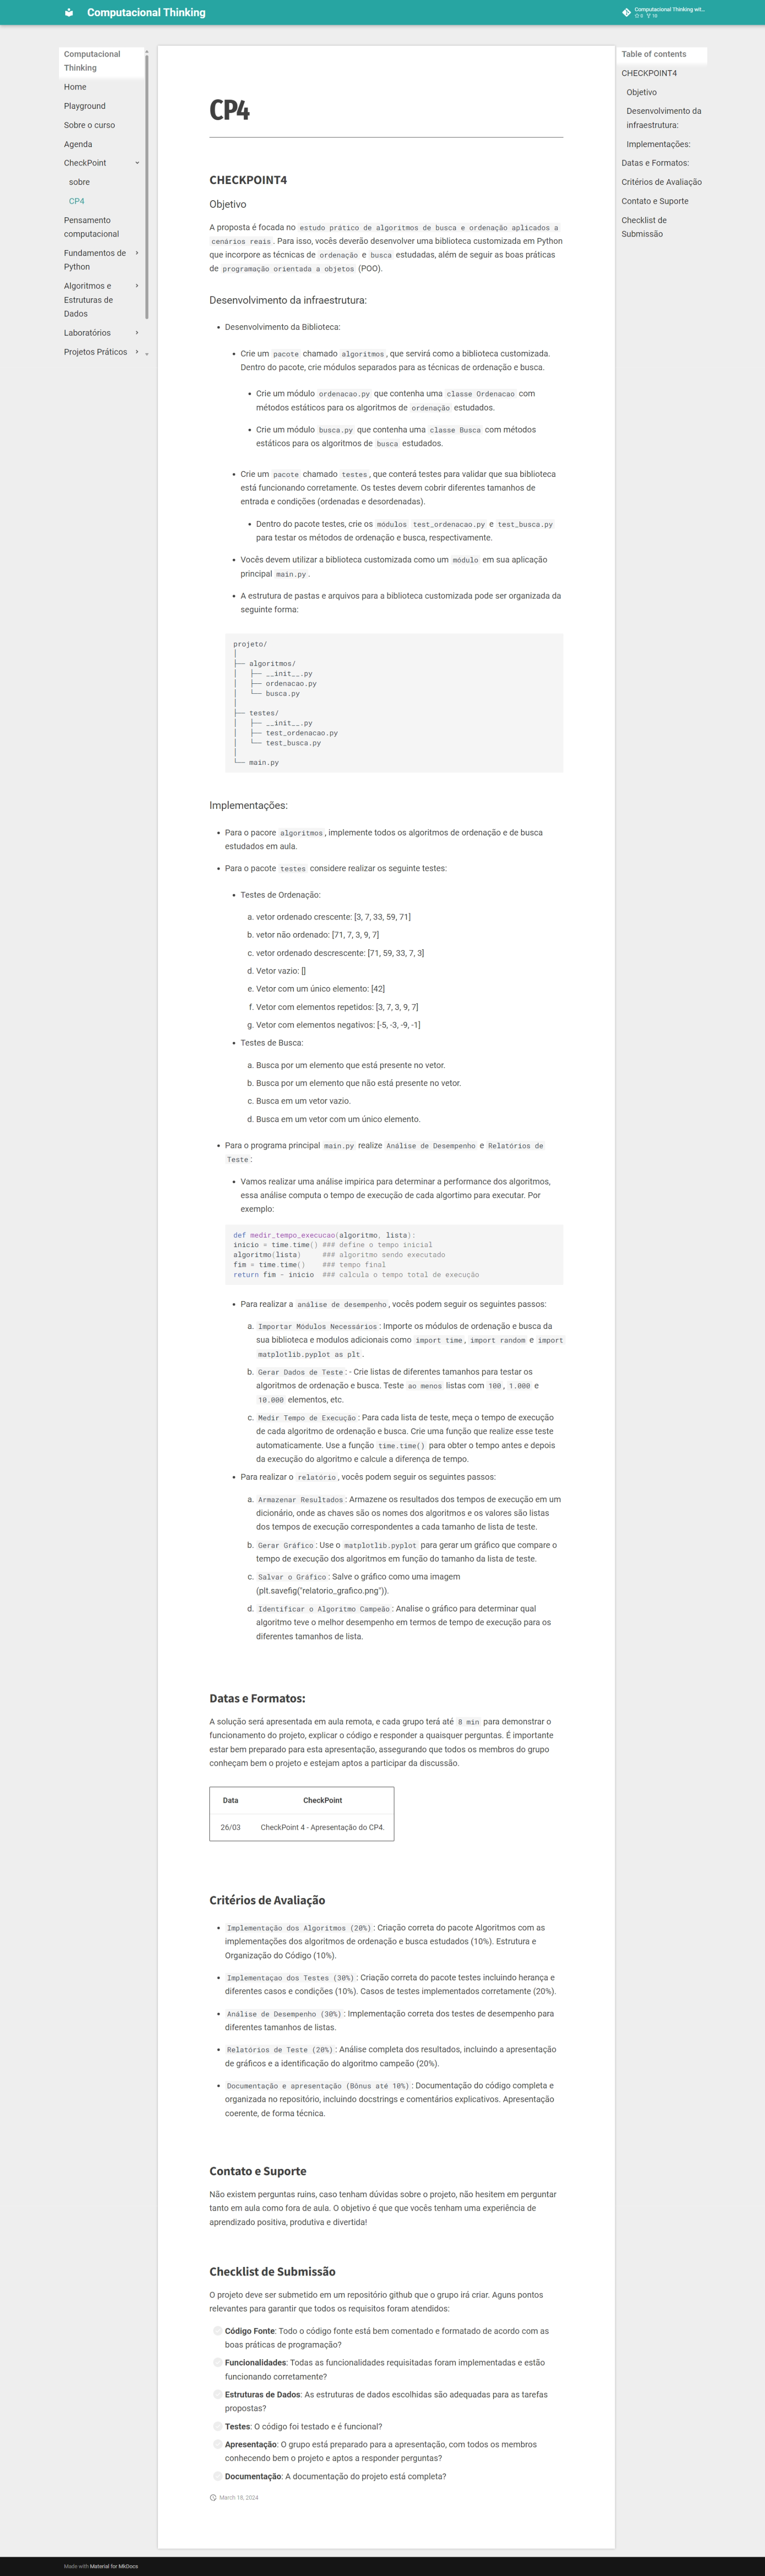 Computacional Thinking
Computacional Thinking wit...
0 10
Computacional
Thinking
Home
Playground
Sobre o curso
Agenda
CheckPoint
sobre
CP4
Pensamento
computacional
Fundamentos de
Python
Algoritmos e
Estruturas de
Dados
Laboratórios
Projetos Práticos
Table of contents
CHECKPOINT4
Objetivo
Desenvolvimento da
infraestrutura:
Implementações:
Datas e Formatos:
Critérios de Avaliação
Contato e Suporte
Checklist de
Submissão
CP4
CHECKPOINT4
Objetivo
A proposta é focada no estudo prático de algoritmos de busca e ordenação aplicados a
cenários reais. Para isso, vocês deverão desenvolver uma biblioteca customizada em Python
que incorpore as técnicas de ordenação e busca estudadas, além de seguir as boas práticas
de programação orientada a objetos (POO).
Desenvolvimento da infraestrutura:
• Desenvolvimento da Biblioteca:
• Crie um pacote chamado algoritmos, que servirá como a biblioteca customizada.
Dentro do pacote, crie módulos separados para as técnicas de ordenação e busca.
• Crie um módulo ordenacao.py que contenha uma classe Ordenacao com
métodos estáticos para os algoritmos de ordenação estudados.
• Crie um módulo busca.py que contenha uma classe Busca com métodos
estáticos para os algoritmos de busca estudados.
• Crie um pacote chamado testes, que conterá testes para validar que sua biblioteca
está funcionando corretamente. Os testes devem cobrir diferentes tamanhos de
entrada e condições (ordenadas e desordenadas).
• Dentro do pacote testes, crie os módulos test_ordenacao.py e test_busca.py
para testar os métodos de ordenação e busca, respectivamente.
• Vocês devem utilizar a biblioteca customizada como um módulo em sua aplicação
principal main.py.
• A estrutura de pastas e arquivos para a biblioteca customizada pode ser organizada da
seguinte forma:
projeto/
│
├── algoritmos/
│   ├── __init__.py
│   ├── ordenacao.py
│   └── busca.py
│
├── testes/
│   ├── __init__.py
│   ├── test_ordenacao.py
│   └── test_busca.py
│
└── main.py
Implementações:
• Para o pacore algoritmos, implemente todos os algoritmos de ordenação e de busca
estudados em aula.
• Para o pacote testes considere realizar os seguinte testes:
• Testes de Ordenação:
a. vetor ordenado crescente: [3, 7, 33, 59, 71]
b. vetor não ordenado: [71, 7, 3, 9, 7]
c. vetor ordenado descrescente: [71, 59, 33, 7, 3]
d. Vetor vazio: []
e. Vetor com um único elemento: [42]
f. Vetor com elementos repetidos: [3, 7, 3, 9, 7]
g. Vetor com elementos negativos: [-5, -3, -9, -1]
• Testes de Busca:
a. Busca por um elemento que está presente no vetor.
b. Busca por um elemento que não está presente no vetor.
c. Busca em um vetor vazio.
d. Busca em um vetor com um único elemento.
• Para o programa principal main.py realize Análise de Desempenho e Relatórios de
Teste:
• Vamos realizar uma análise impirica para determinar a performance dos algoritmos,
essa análise computa o tempo de execução de cada algortimo para executar. Por
exemplo:
def medir_tempo_execucao(algoritmo, lista):
inicio = time.time() ### define o tempo inicial
algoritmo(lista)     ### algoritmo sendo executado
fim = time.time()    ### tempo final
return fim - inicio  ### calcula o tempo total de execução
• Para realizar a análise de desempenho, vocês podem seguir os seguintes passos:
a. Importar Módulos Necessários: Importe os módulos de ordenação e busca da
sua biblioteca e modulos adicionais como import time, import random e import
matplotlib.pyplot as plt.
b. Gerar Dados de Teste: - Crie listas de diferentes tamanhos para testar os
algoritmos de ordenação e busca. Teste ao menos listas com 100, 1.000 e
10.000 elementos, etc.
c. Medir Tempo de Execução: Para cada lista de teste, meça o tempo de execução
de cada algoritmo de ordenação e busca. Crie uma função que realize esse teste
automaticamente. Use a função time.time() para obter o tempo antes e depois
da execução do algoritmo e calcule a diferença de tempo.
• Para realizar o relatório, vocês podem seguir os seguintes passos:
a. Armazenar Resultados: Armazene os resultados dos tempos de execução em um
dicionário, onde as chaves são os nomes dos algoritmos e os valores são listas
dos tempos de execução correspondentes a cada tamanho de lista de teste.
b. Gerar Gráfico: Use o matplotlib.pyplot para gerar um gráfico que compare o
tempo de execução dos algoritmos em função do tamanho da lista de teste.
c. Salvar o Gráfico: Salve o gráfico como uma imagem
(plt.savefig("relatorio_grafico.png")).
d. Identificar o Algoritmo Campeão: Analise o gráfico para determinar qual
algoritmo teve o melhor desempenho em termos de tempo de execução para os
diferentes tamanhos de lista.
Datas e Formatos:
A solução será apresentada em aula remota, e cada grupo terá até 8 min para demonstrar o
funcionamento do projeto, explicar o código e responder a quaisquer perguntas. É importante
estar bem preparado para esta apresentação, assegurando que todos os membros do grupo
conheçam bem o projeto e estejam aptos a participar da discussão.
Data CheckPoint
26/03 CheckPoint 4 - Apresentação do CP4.
Critérios de Avaliação
• Implementação dos Algoritmos (20%): Criação correta do pacote Algoritmos com as
implementações dos algoritmos de ordenação e busca estudados (10%). Estrutura e
Organização do Código (10%).
• Implementaçao dos Testes (30%): Criação correta do pacote testes incluindo herança e
diferentes casos e condições (10%). Casos de testes implementados corretamente (20%).
• Análise de Desempenho (30%): Implementação correta dos testes de desempenho para
diferentes tamanhos de listas.
• Relatórios de Teste (20%): Análise completa dos resultados, incluindo a apresentação
de gráficos e a identificação do algoritmo campeão (20%).
• Documentação e apresentação (Bônus até 10%): Documentação do código completa e
organizada no repositório, incluindo docstrings e comentários explicativos. Apresentação
coerente, de forma técnica.
Contato e Suporte
Não existem perguntas ruins, caso tenham dúvidas sobre o projeto, não hesitem em perguntar
tanto em aula como fora de aula. O objetivo é que que vocês tenham uma experiência de
aprendizado positiva, produtiva e divertida!
Checklist de Submissão
O projeto deve ser submetido em um repositório github que o grupo irá criar. Aguns pontos
relevantes para garantir que todos os requisitos foram atendidos:
Código Fonte: Todo o código fonte está bem comentado e formatado de acordo com as
boas práticas de programação?
Funcionalidades: Todas as funcionalidades requisitadas foram implementadas e estão
funcionando corretamente?
Estruturas de Dados: As estruturas de dados escolhidas são adequadas para as tarefas
propostas?
Testes: O código foi testado e é funcional?
Apresentação: O grupo está preparado para a apresentação, com todos os membros
conhecendo bem o projeto e aptos a responder perguntas?
Documentação: A documentação do projeto está completa?
March 18, 2024
Made with Material for MkDocs